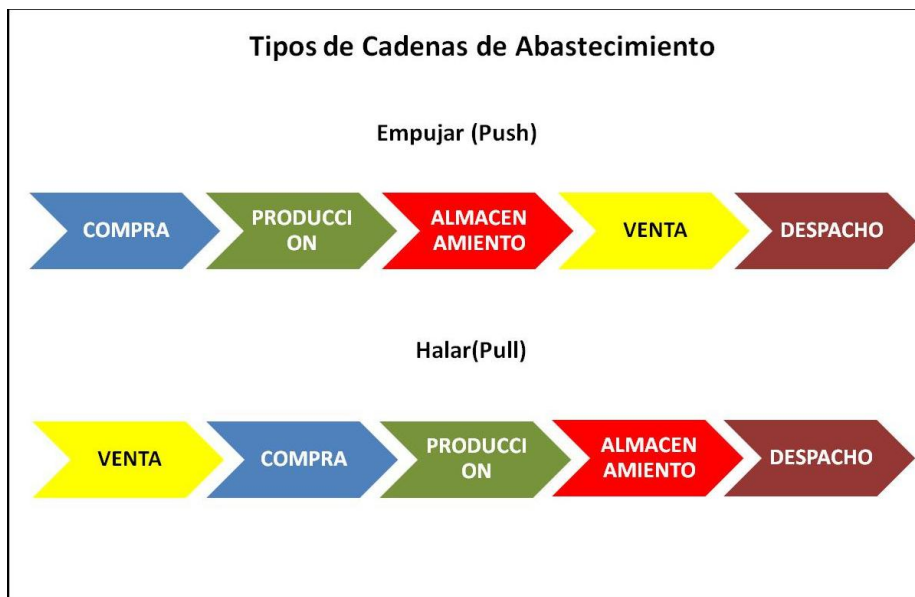 Tipos de Cadenas de Abastecimiento
Empujar (Push)
COMPRA
PRODUCCI
ON
ALMACEN
AMIENTO
VENTA
DESPACHO
Halar(Pull)
VENTA
COMPRA
PRODUCCI
ON
ALMACEN
AMIENTO
DESPACHO